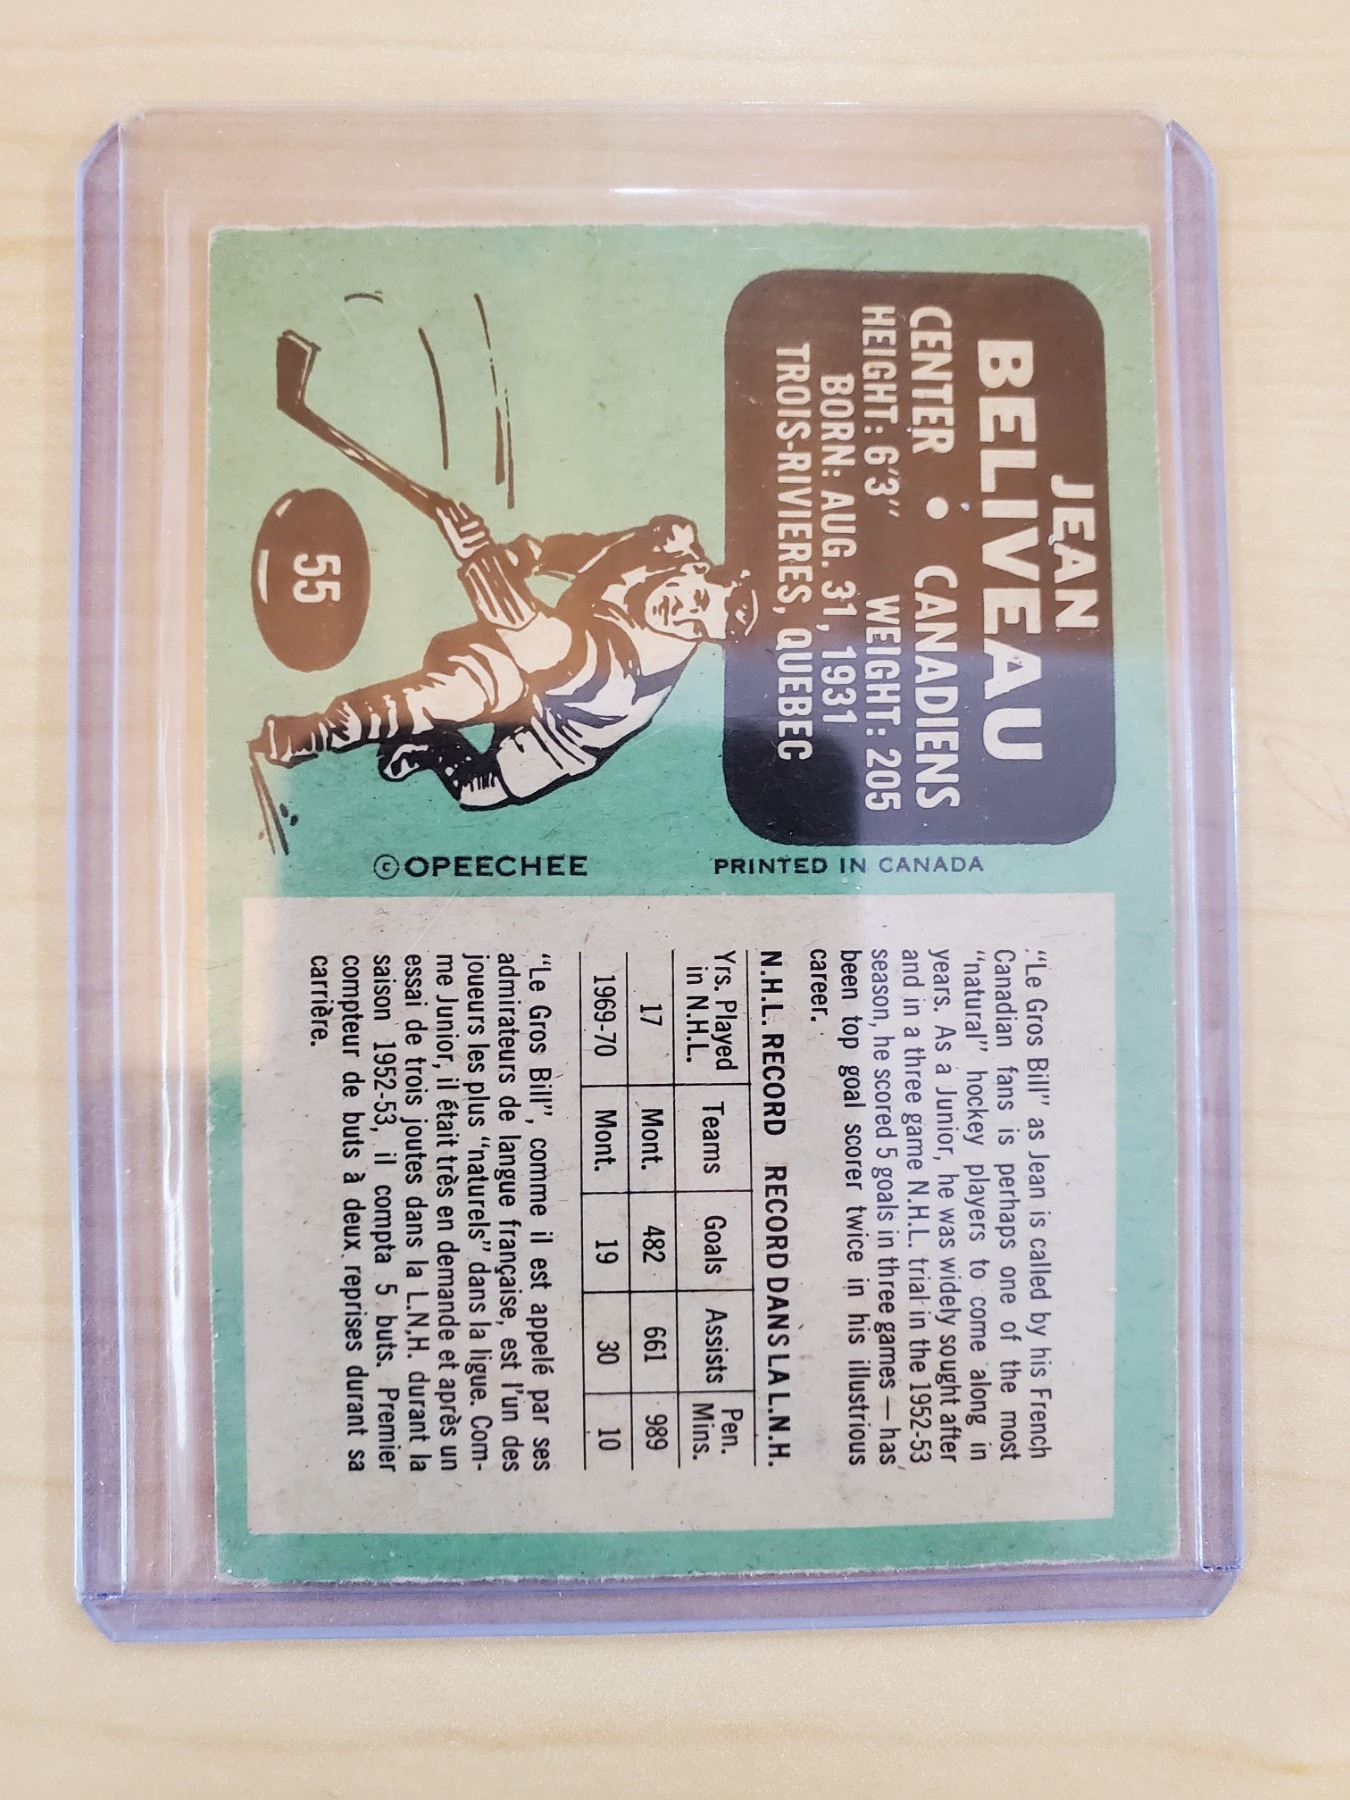 JEAN
BELIVEAU
CENTER • CANADIENS
HEIGHT: 6'3" WEIGHT: 205
BORN: AUG. 31, 1931
TROIS-RIVIERES, QUEBEC
55
©OPEECHEE
PRINTED IN CANADA
"Le Gros Bill" as Jean is called by his French
Canadian fans is perhaps one of the most
"natural" hockey players to come along in
years. As a Junior, he was widely sought after
and in a three game N.H.L. trial in the 1952-53
season, he scored 5 goals in three games — has
been top goal scorer twice in his illustrious
career.
N.H.L. RECORD RECORD DANS LA L.N.H.
Yrs. Played in N.H.L. Teams Goals Assists Pen. Mins.
17 Mont. 482 661 989
1969-70 Mont. 19 30 10
"Le Gros Bill", comme il est appelé par ses
admirateurs de langue française, est l'un des
joueurs les plus "naturels" dans la ligue. Com-
me Junior, il était très en demande et après un
essai de trois joutes dans la L.N.H. durant la
saison 1952-53, il compta 5 buts. Premier
compteur de buts à deux reprises durant sa
carrière.